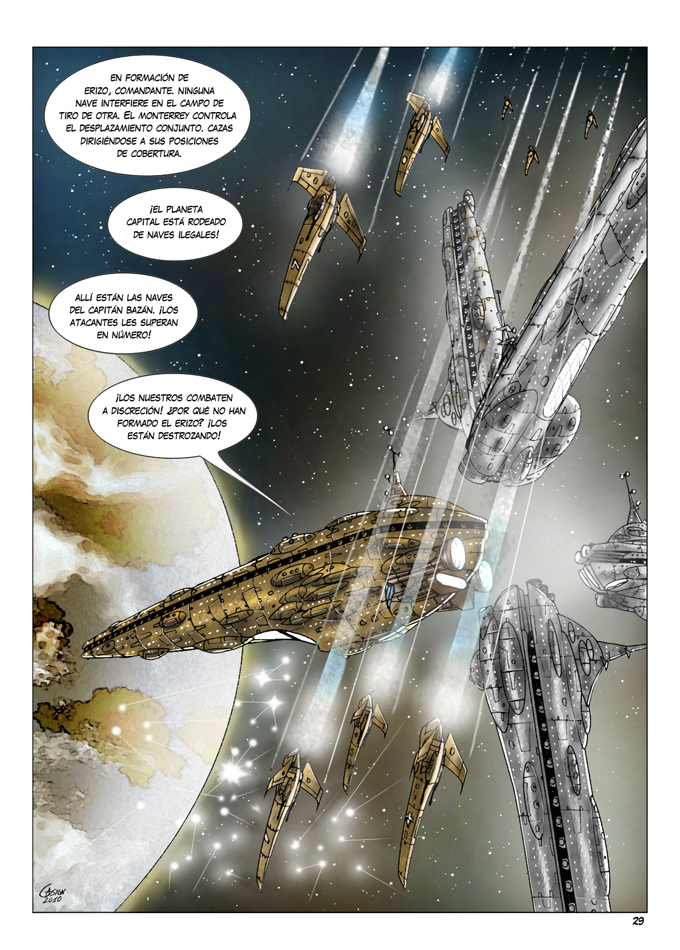 EN FORMACIÓN DE
ERIZO, COMANDANTE. NINGUNA
NAVE INTERFIERE EN EL CAMPO DE
TIRO DE OTRA. EL MONTERREY CONTROLA
EL DESPLAZAMIENTO CONJUNTO. CAZAS
DIRIGIÉNDOSE A SUS POSICIONES
DE COBERTURA.
¡EL PLANETA
CAPITAL ESTÁ RODEADO
DE NAVES ILEGALES!
ALLÍ ESTÁN LAS NAVES
DEL CAPITÁN BAZÁN. ¡LOS
ATACANTES LES SUPERAN
EN NÚMERO!
¡LOS NUESTROS COMBATEN
A DISCRECIÓN! ¿POR QUÉ NO HAN
FORMADO EL ERIZO? ¡LOS
ESTÁN DESTROZANDO!
GASTON
2010
29